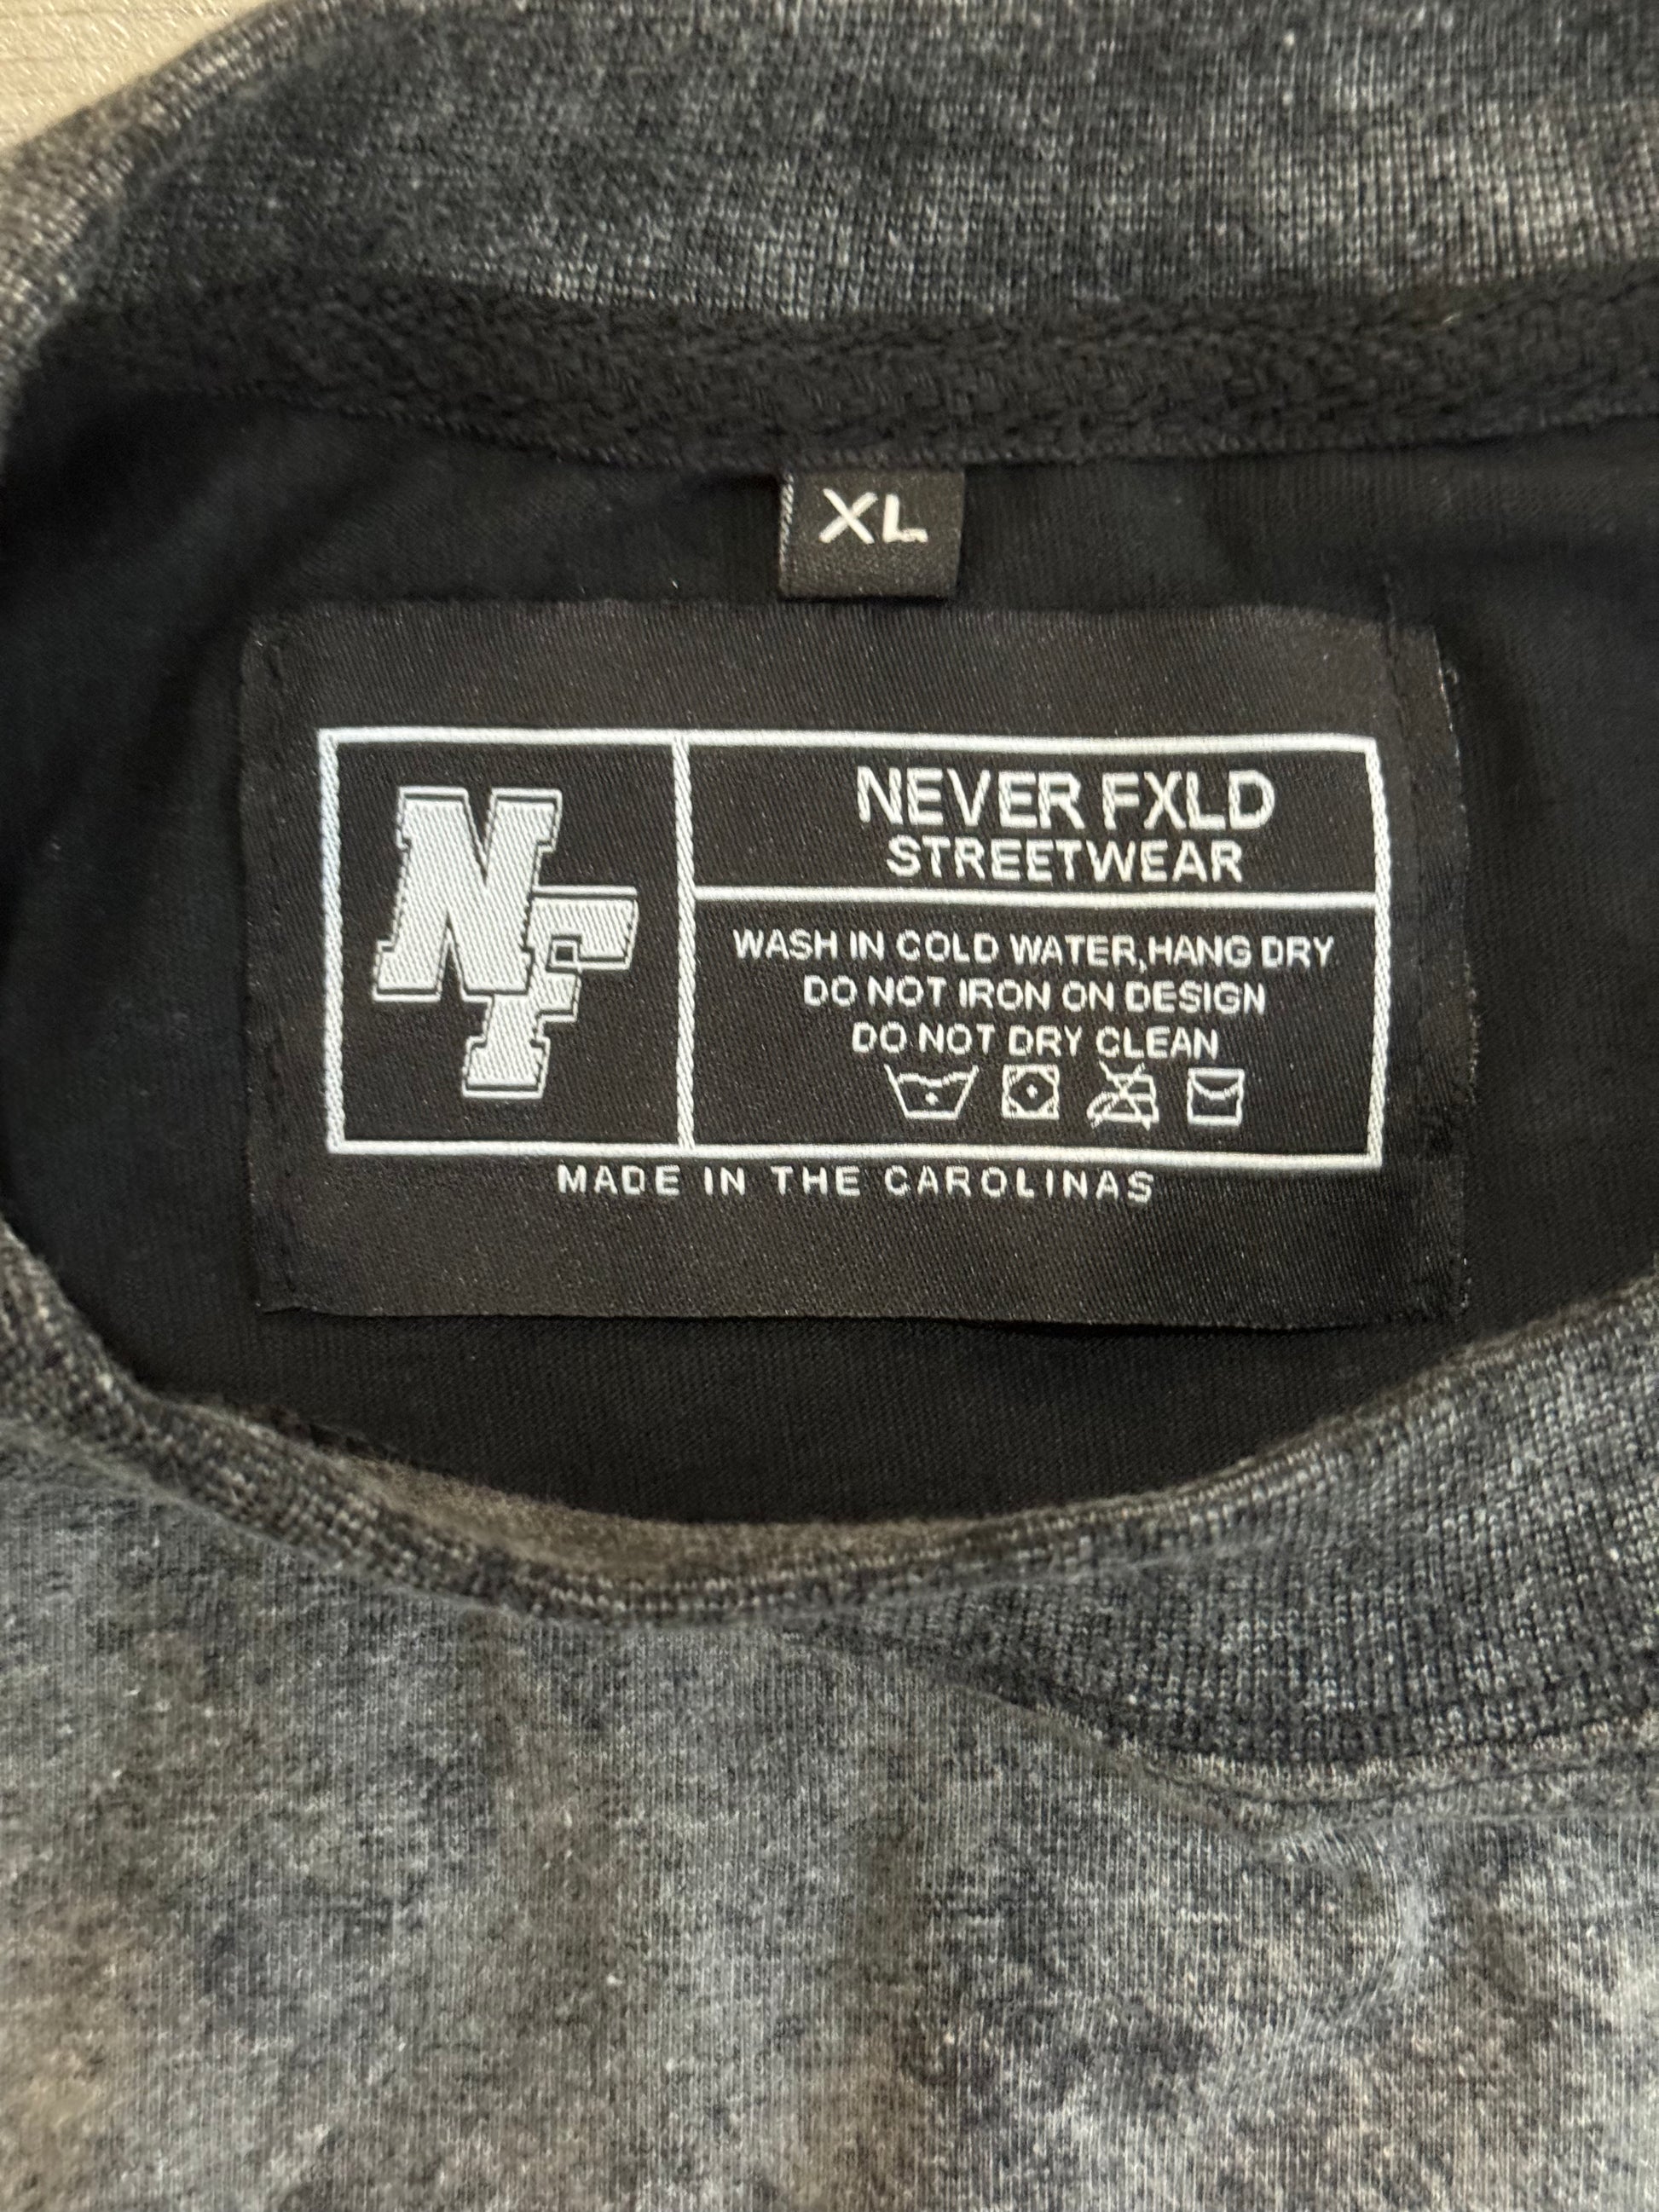 XL
NF
NEVER FXLD
STREETWEAR
WASH IN COLD WATER,HANG DRY
DO NOT IRON ON DESIGN
DO NOT DRY CLEAN
MADE IN THE CAROLINAS